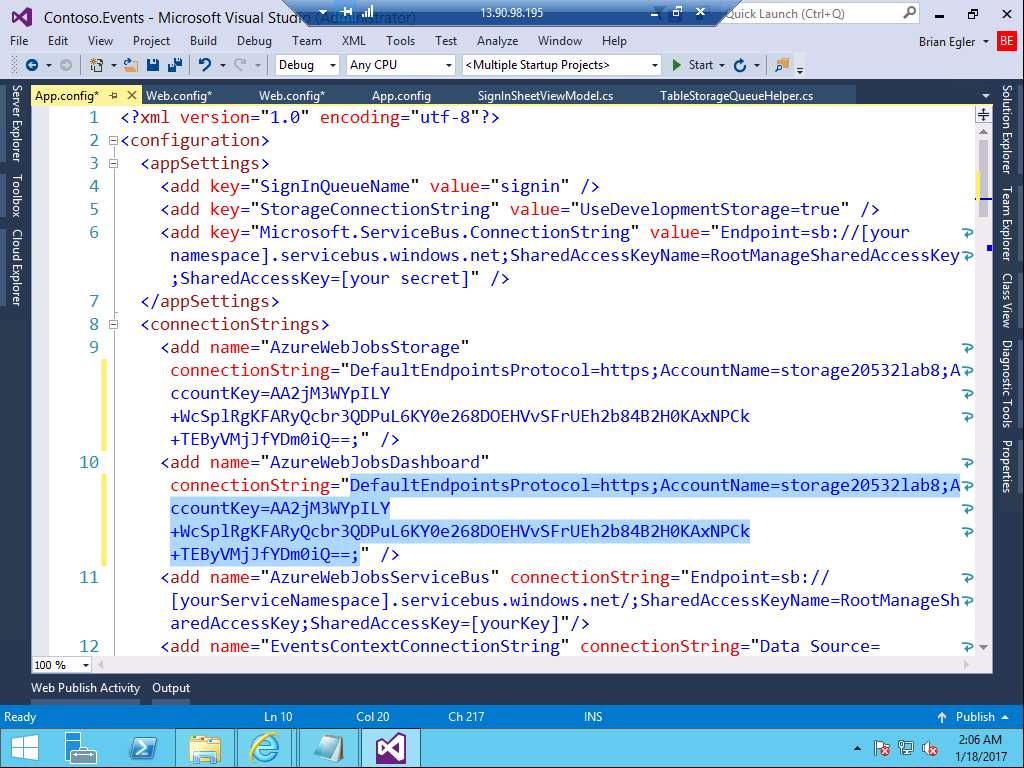 Contoso.Events - Microsoft Visual Studio (Administrator)
13.90.98.195
Quick Launch (Ctrl+Q)
File Edit View Project Build Debug Team XML Tools Test Analyze Window Help
Brian Egler
BE
Debug Any CPU <Multiple Startup Projects> Start
App.config* Web.config* Web.config* App.config SignInSheetViewModel.cs TableStorageQueueHelper.cs
Server Explorer
Toolbox
Cloud Explorer
1 <?xml version="1.0" encoding="utf-8"?>
2 <configuration>
3 <appSettings>
4 <add key="SignInQueueName" value="signin" />
5 <add key="StorageConnectionString" value="UseDevelopmentStorage=true" />
6 <add key="Microsoft.ServiceBus.ConnectionString" value="Endpoint=sb://[your
namespace].servicebus.windows.net;SharedAccessKeyName=RootManageSharedAccessKey
;SharedAccessKey=[your secret]" />
7 </appSettings>
8 <connectionStrings>
9 <add name="AzureWebJobsStorage"
connectionString="DefaultEndpointsProtocol=https;AccountName=storage20532lab8;A
ccountKey=AA2jM3WYpILY
+WcSplRgKFARyQcbr3QDPuL6KY0e268DOEHVvSFrUEh2b84B2H0KAxNPCk
+TEByVMjJfYDm0iQ==;" />
10 <add name="AzureWebJobsDashboard"
connectionString="DefaultEndpointsProtocol=https;AccountName=storage20532lab8;A
ccountKey=AA2jM3WYpILY
+WcSplRgKFARyQcbr3QDPuL6KY0e268DOEHVvSFrUEh2b84B2H0KAxNPCk
+TEByVMjJfYDm0iQ==;" />
11 <add name="AzureWebJobsServiceBus" connectionString="Endpoint=sb://
[yourServiceNamespace].servicebus.windows.net/;SharedAccessKeyName=RootManageSh
aredAccessKey;SharedAccessKey=[yourKey]"/>
12 <add name="EventsContextConnectionString" connectionString="Data Source=
Solution Explorer
Team Explorer
Class View
Diagnostic Tools
Properties
100 %
Web Publish Activity Output
Ready Ln 10 Col 20 Ch 217 INS Publish
2:06 AM
1/18/2017